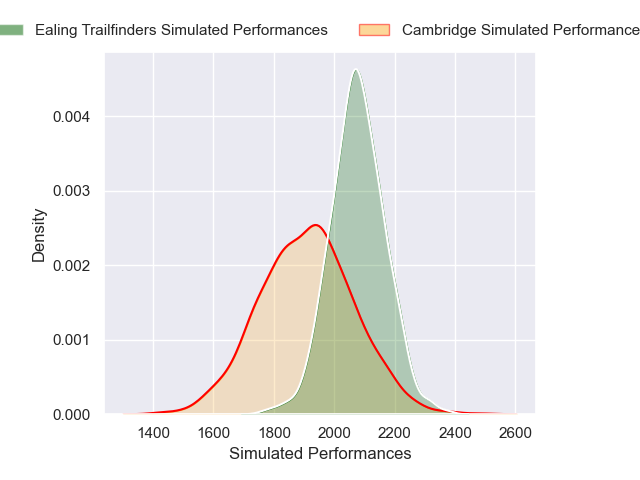 Ealing Trailfinders Simulated Performances
Cambridge Simulated Performance
0.004
0.003
0.002
0.001
0.000
Density
1400 1600 1800 2000 2200 2400 2600
Simulated Performances